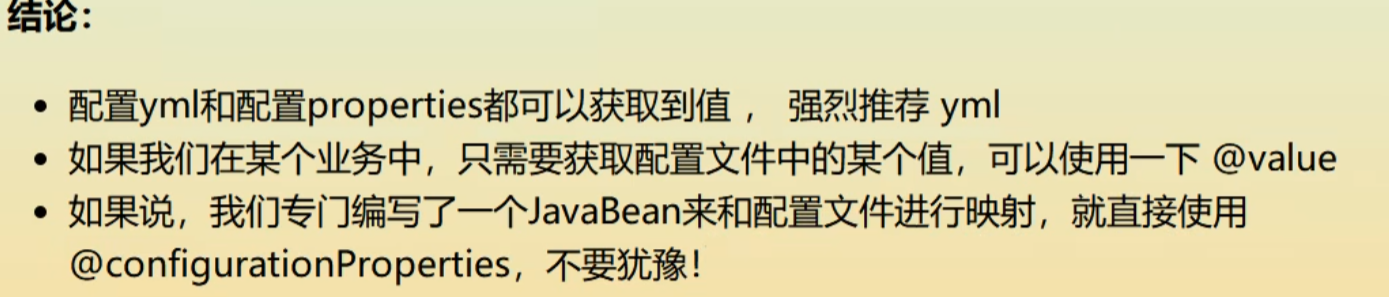 结论：
• 配置yml和配置properties都可以获取到值 ， 强烈推荐 yml
• 如果我们在某个业务中，只需要获取配置文件中的某个值，可以使用一下 @value
• 如果说，我们专门编写了一个JavaBean来和配置文件进行映射，就直接使用
@configurationProperties，不要犹豫！